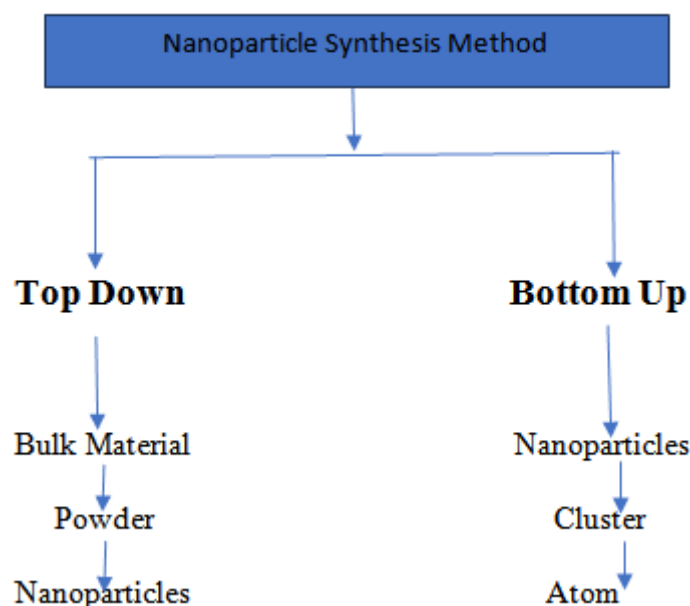 Nanoparticle Synthesis Method
Top Down
Bottom Up
Bulk Material
Nanoparticles
Powder
Cluster
Nanoparticles
Atom